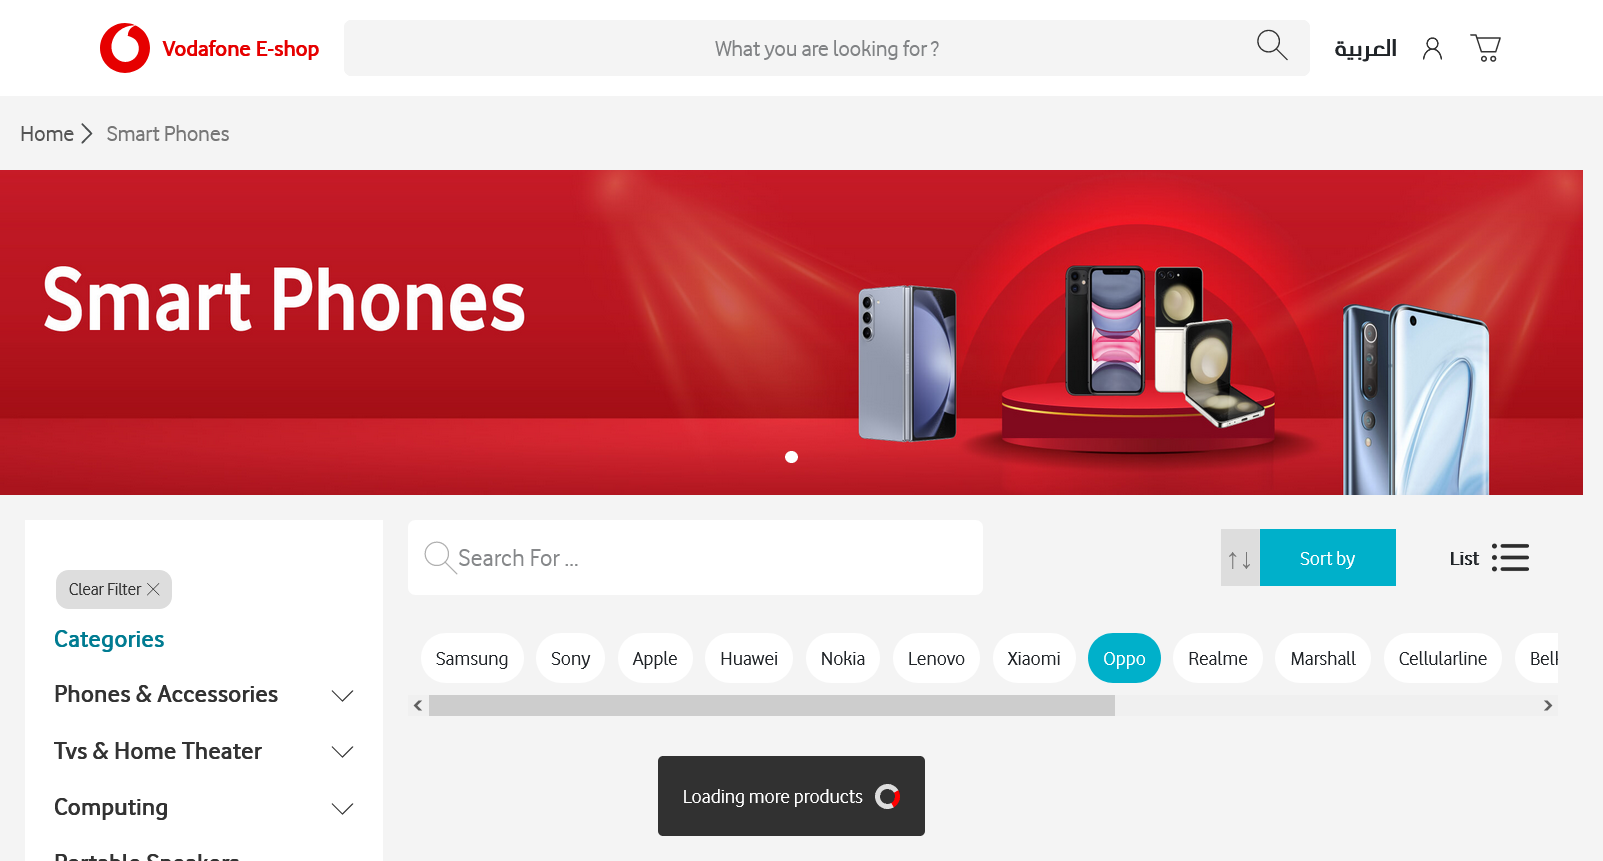 Vodafone E-shop
What you are looking for ?
العربية
Home
Smart Phones
Smart Phones
Search For ...
Sort by
List
Clear Filter
Categories
Phones & Accessories
Tvs & Home Theater
Computing
Portable Speakers
Samsung
Sony
Apple
Huawei
Nokia
Lenovo
Xiaomi
Oppo
Realme
Marshall
Cellularline
Loading more products